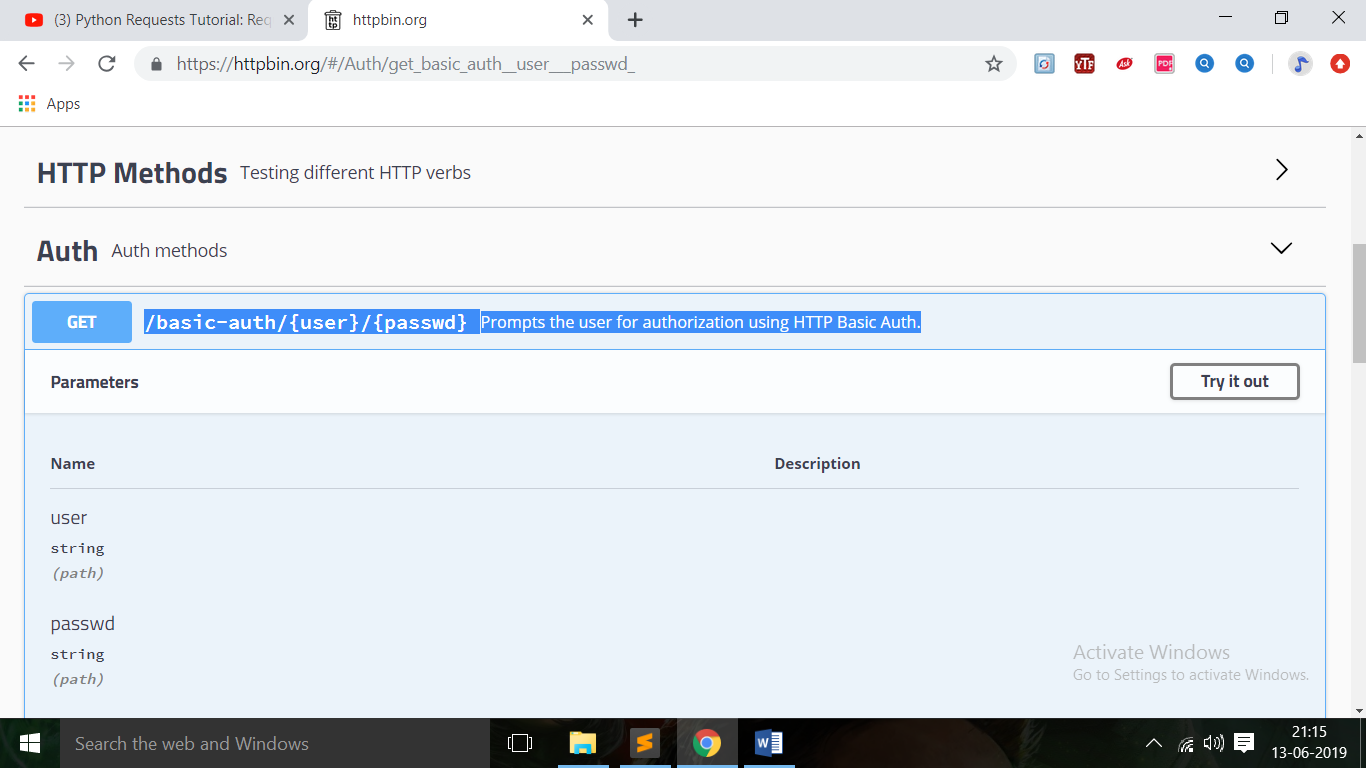 (3) Python Requests Tutorial: Req
httpbin.org
https://httpbin.org/#/Auth/get_basic_auth__user___passwd_
YTF
Ask
PDF
Apps
HTTP Methods Testing different HTTP verbs
Auth Auth methods
GET /basic-auth/{user}/{passwd} Prompts the user for authorization using HTTP Basic Auth.
Parameters
Try it out
Name Description
user
string
(path)
passwd
string
(path)
Activate Windows
Go to Settings to activate Windows.
Search the web and Windows
21:15
13-06-2019